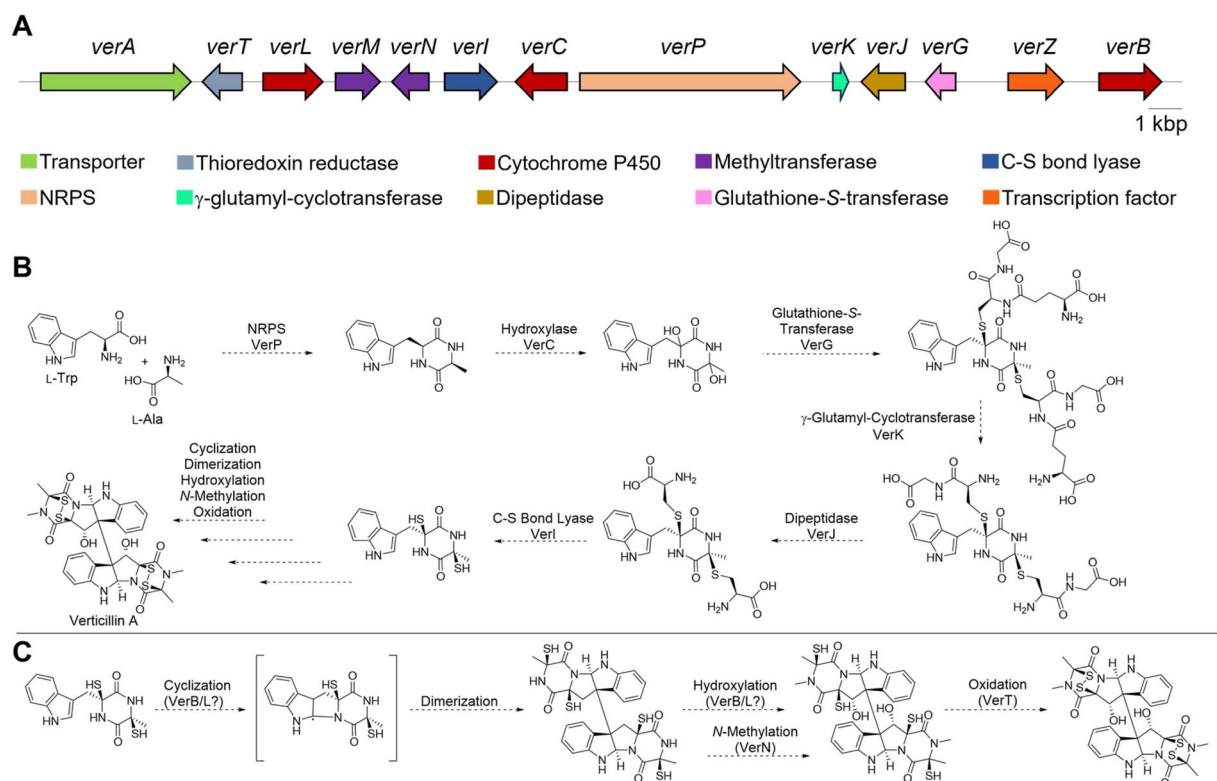 A
verA verT verL verM verN verI verC verP verK verJ verG verZ verB
1 kbp
Transporter Thioredoxin reductase Cytochrome P450 Methyltransferase C-S bond lyase
NRPS γ-glutamyl-cyclotransferase Dipeptidase Glutathione-S-transferase Transcription factor
B
L-Trp
+
L-Ala
NRPS
VerP
Hydroxylase
VerC
Glutathione-S-
Transferase
VerG
γ-Glutamyl-Cyclotransferase
VerK
Dipeptidase
VerJ
C-S Bond Lyase
VerI
Cyclization
Dimerization
Hydroxylation
N-Methylation
Oxidation
Verticillin A
C
Cyclization
(VerB/L?)
Dimerization
Hydroxylation
(VerB/L?)
N-Methylation
(VerN)
Oxidation
(VerT)